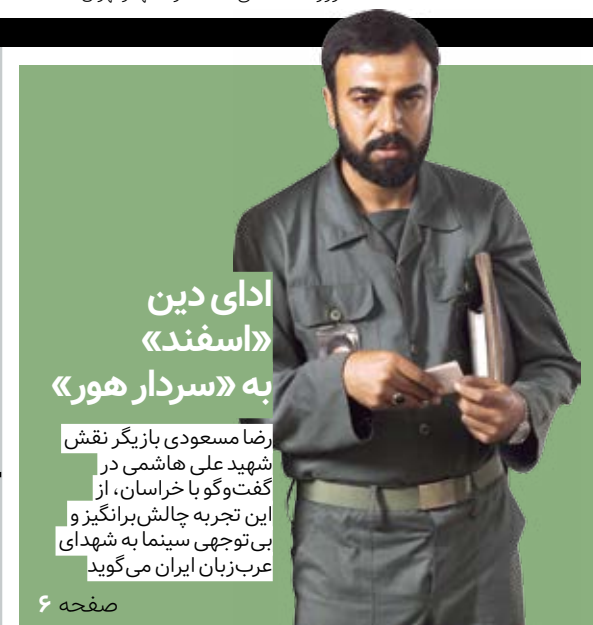 ادای دین
«اسفند»
به «سردار هور»
رضا مسعودی بازیگر نقش
شهید علی هاشمی در
گفت‌وگو با خراسان، از
این تجربه چالش‌برانگیز و
بی‌توجهی سینما به شهدای
عرب‌زبان ایران می‌گوید
صفحه ۶